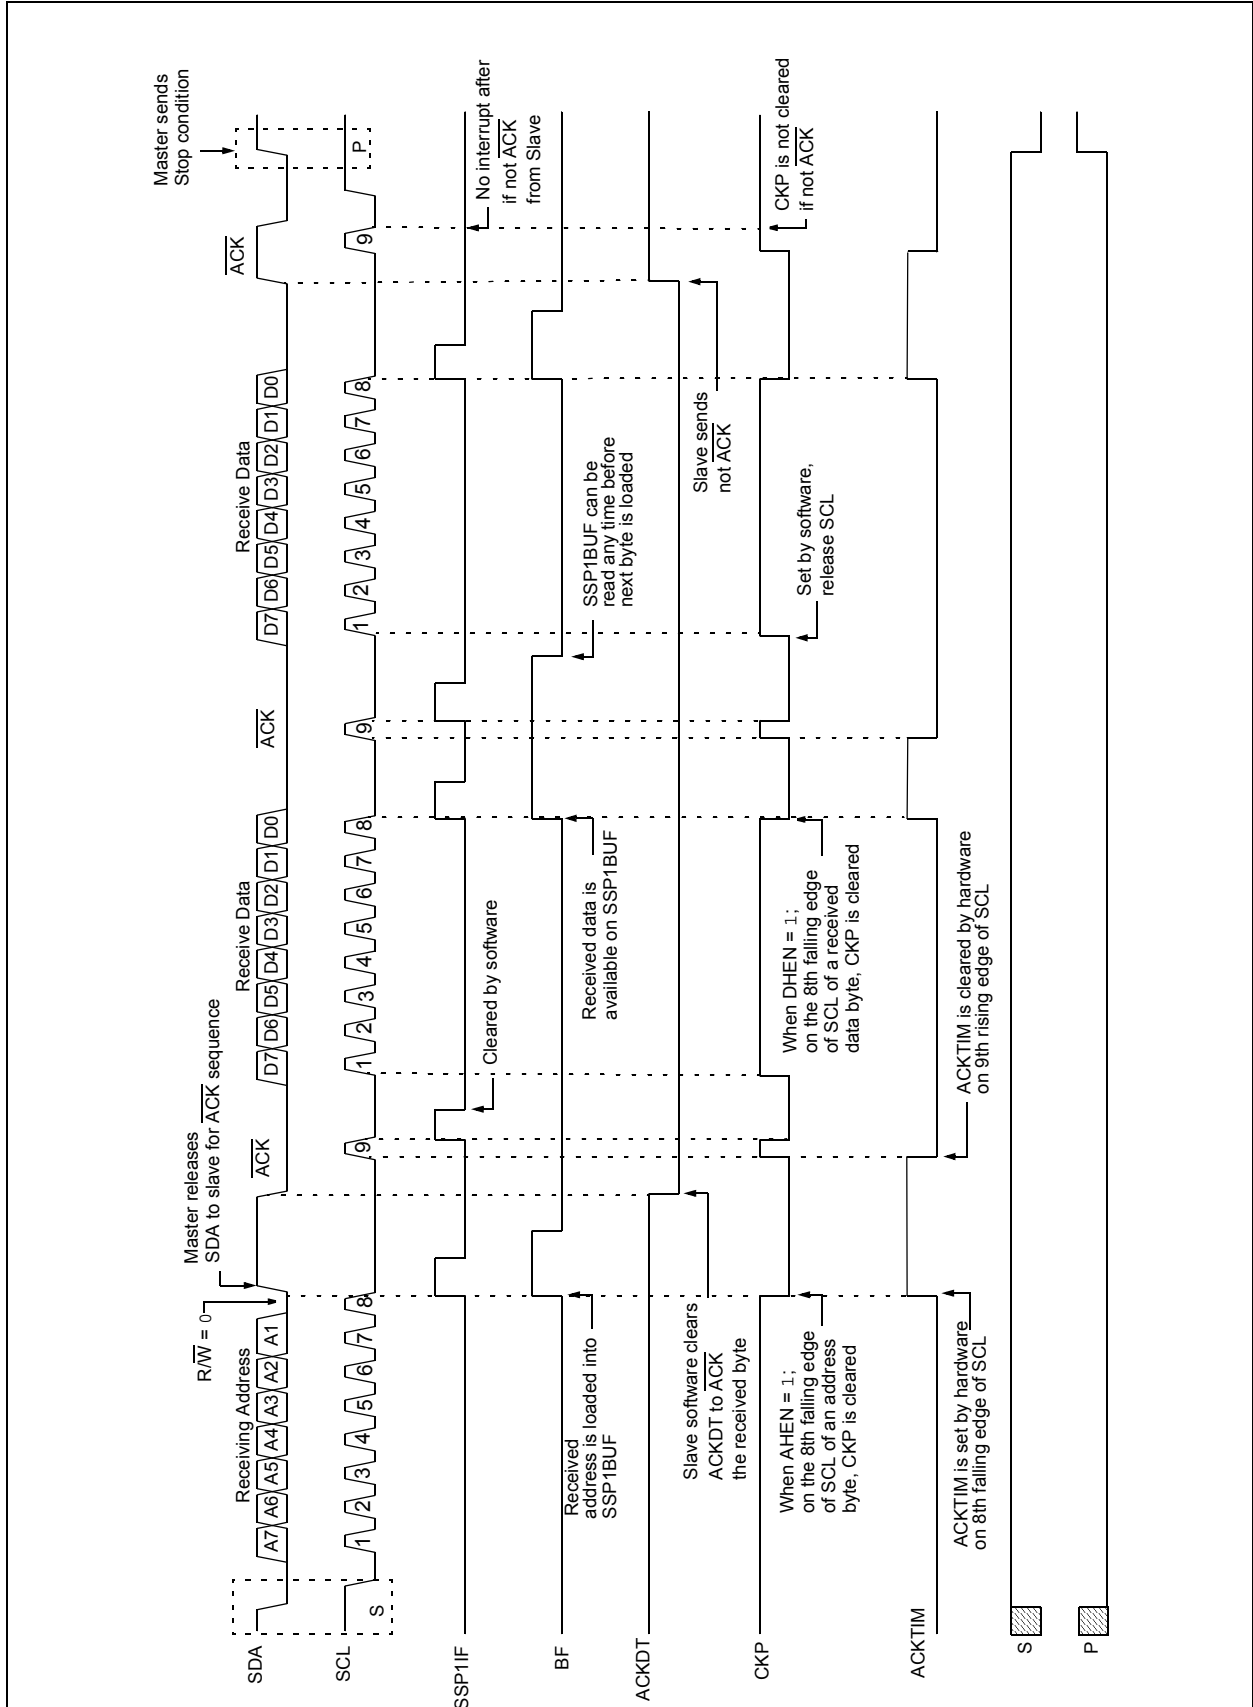 Master sends
Stop condition
Master releases
SDA to slave for ACK sequence
R/W = 0
Receiving Address
Receive Data
Receive Data
ACK
ACK
ACK
SDA
A7 A6 A5 A4 A3 A2 A1
D7 D6 D5 D4 D3 D2 D1 D0
D7 D6 D5 D4 D3 D2 D1 D0
SCL
S
1 2 3 4 5 6 7 8 9
1 2 3 4 5 6 7 8 9
1 2 3 4 5 6 7 8 9
P
SSP1IF
Cleared by software
No interrupt after
if not ACK
from Slave
BF
Received
address is loaded into
SSP1BUF
Received data is
available on SSP1BUF
SSP1BUF can be
read any time before
next byte is loaded
ACKDT
Slave software clears
ACKDT to ACK
the received byte
Slave sends
not ACK
CKP
When AHEN = 1;
on the 8th falling edge
of SCL of an address
byte, CKP is cleared
When DHEN = 1;
on the 8th falling edge
of SCL of a received
data byte, CKP is cleared
Set by software,
release SCL
CKP is not cleared
if not ACK
ACKTIM
ACKTIM is set by hardware
on 8th falling edge of SCL
ACKTIM is cleared by hardware
on 9th rising edge of SCL
S
P